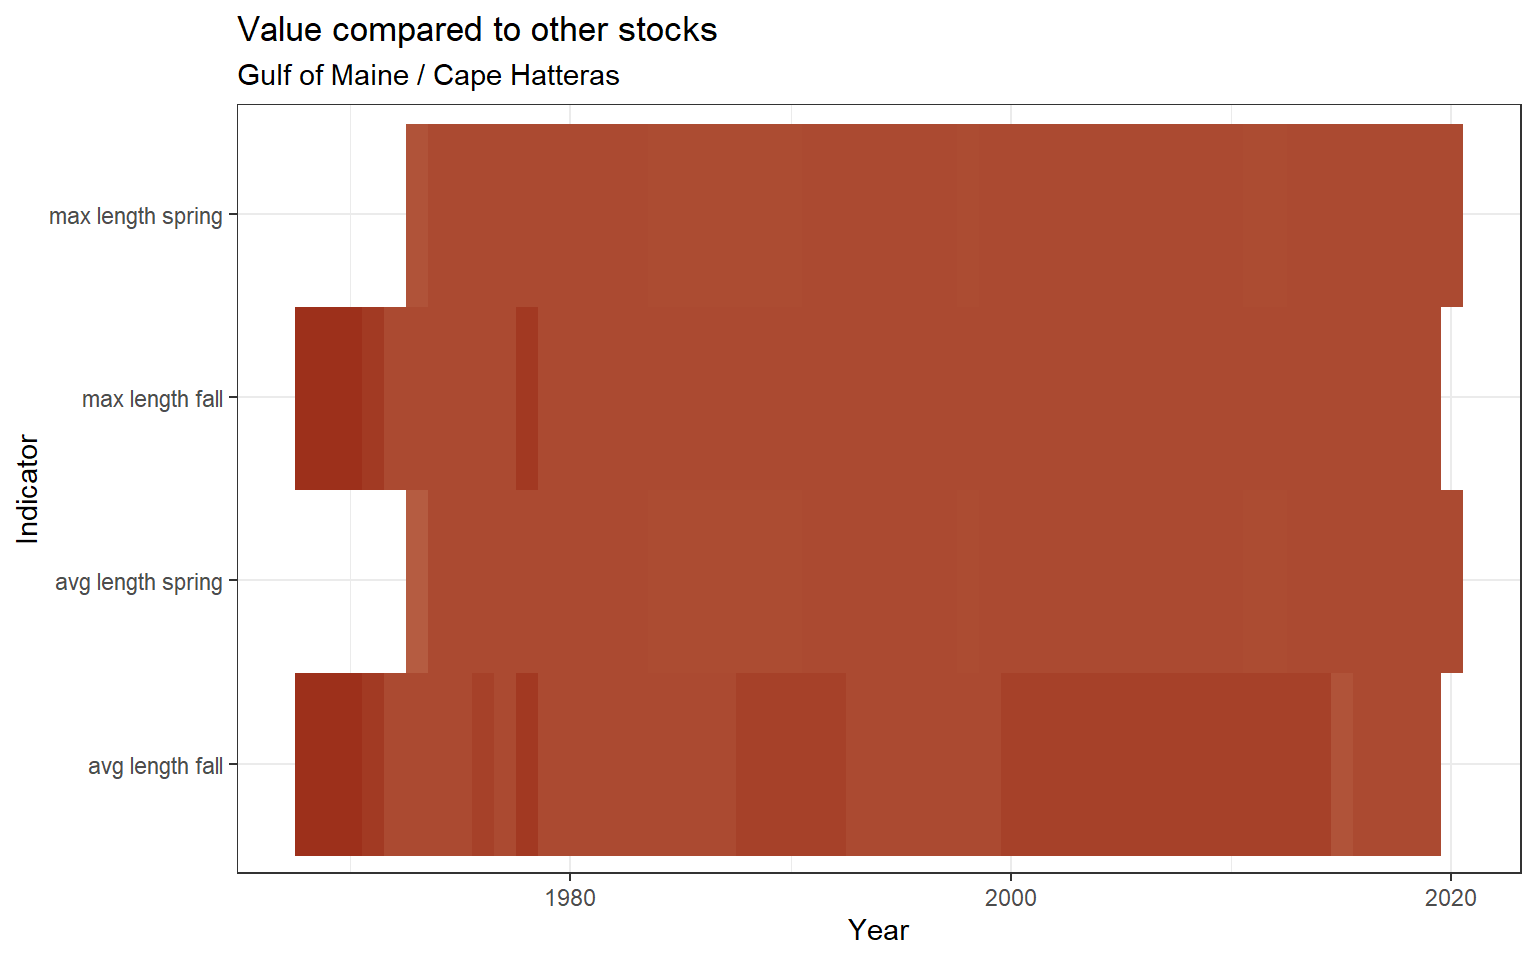 Value compared to other stocks
Gulf of Maine / Cape Hatteras
max length spring
max length fall
avg length spring
avg length fall
Indicator
1980
2000
2020
Year